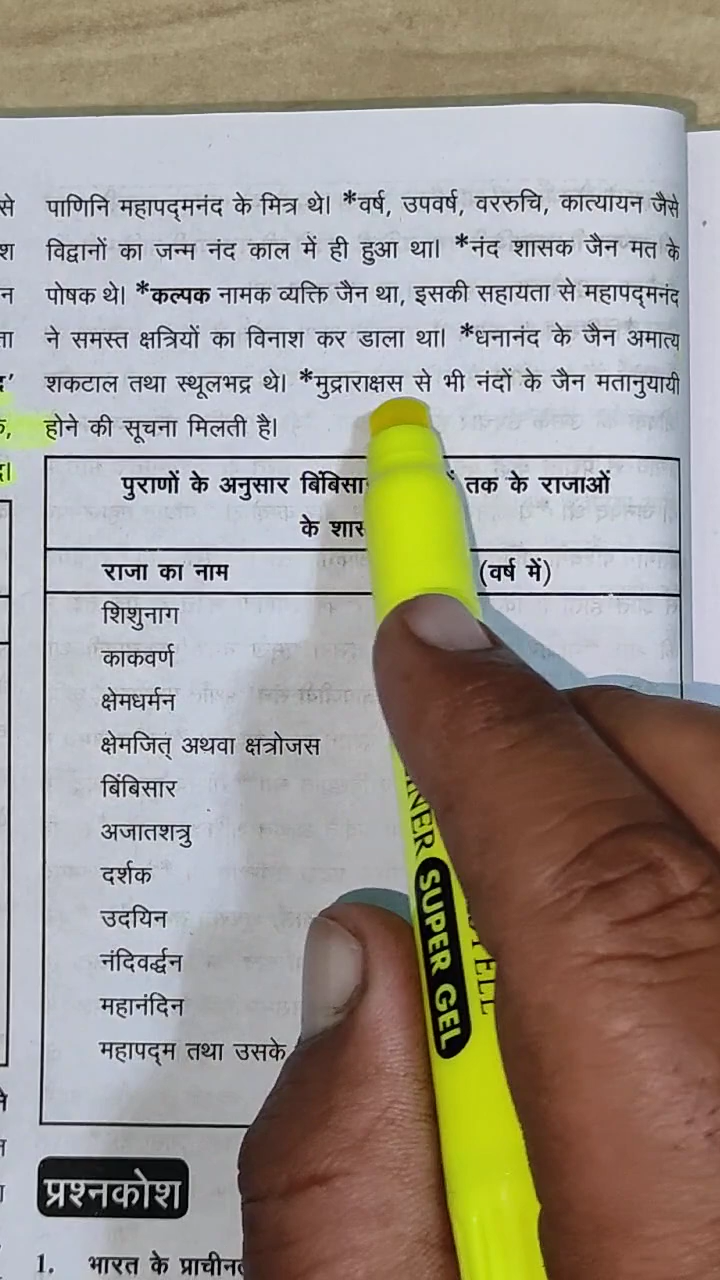 से
श
न
ता
द’
क,
द।
पाणिनि महापद्मनंद के मित्र थे। *वर्ष, उपवर्ष, वररुचि, कात्यायन जैसे
विद्वानों का जन्म नंद काल में ही हुआ था। *नंद शासक जैन मत के
पोषक थे। *कल्पक नामक व्यक्ति जैन था, इसकी सहायता से महापद्मनंद
ने समस्त क्षत्रियों का विनाश कर डाला था। *धनानंद के जैन अमात्य
शकटाल तथा स्थूलभद्र थे। *मुद्राराक्षस से भी नंदों के जैन मतानुयायी
होने की सूचना मिलती है।
पुराणों के अनुसार तक के राजाओ
के
राजा का नाम (वर्ष में)
शिशुनाग
काकवर्ण
क्षेमधर्मन
क्षेमजित् अथवा क्षत्रोजस
बिंबिसार
अजातशत्रु
दर्शक
उदयिन
नंदिवर्द्धन
महानंदिन
महापद्म तथा उसके
प्रश्नकोश
1. भारत के
SUPER GEL